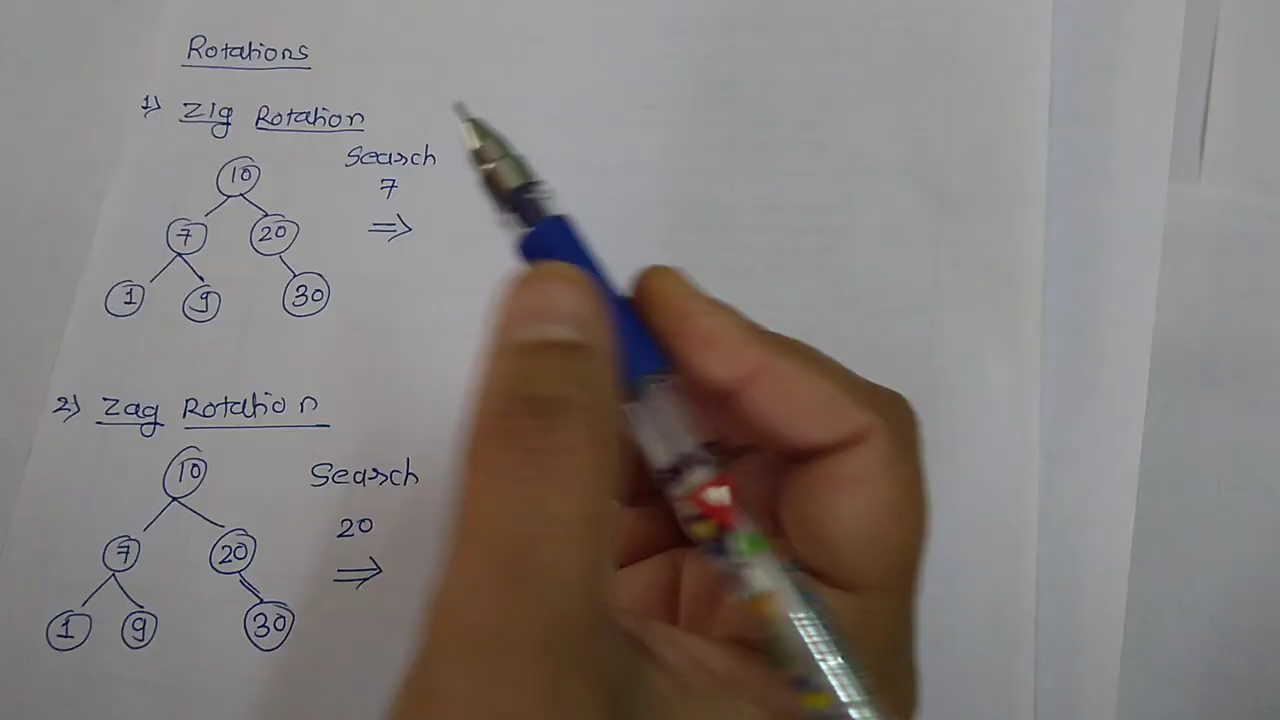 Rotations
1) Zig Rotation
Search
7
⇒
10
7 20
1 9 30
2) Zag Rotation
Search
20
⇒
10
7 20
1 9 30